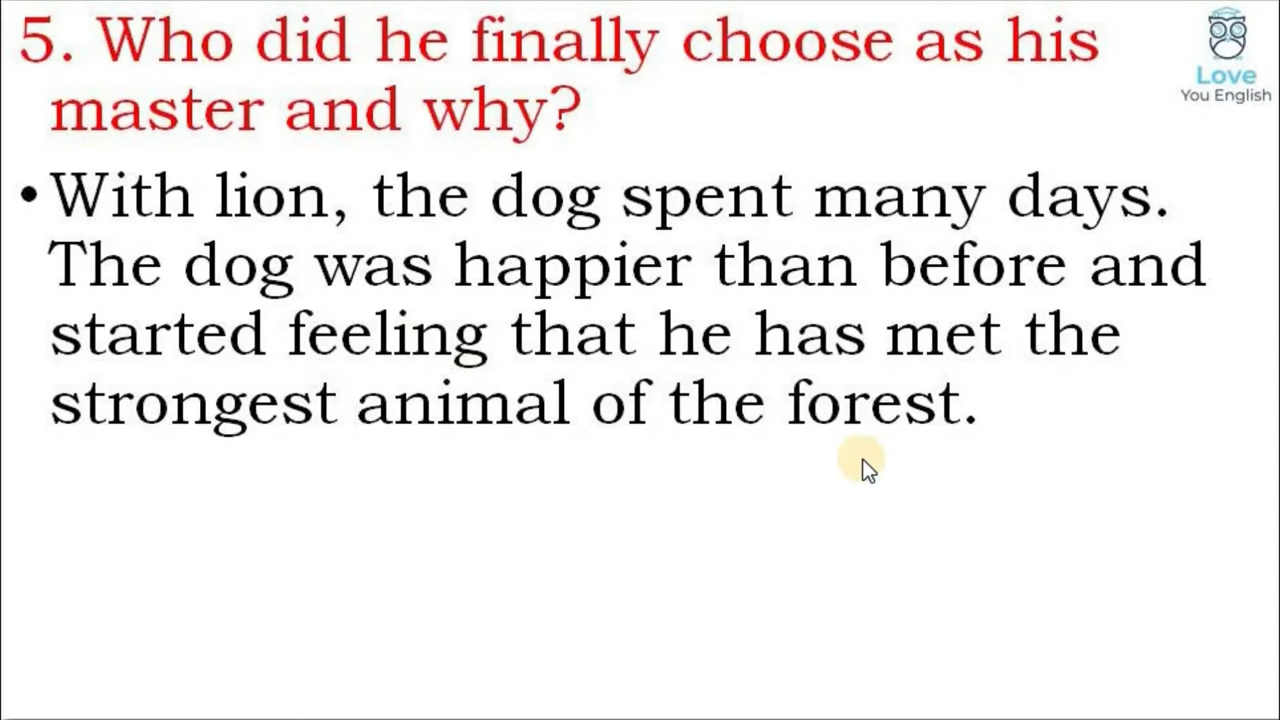 5. Who did he finally choose as his
master and why?
Love
You English
• With lion, the dog spent many days.
The dog was happier than before and
started feeling that he has met the
strongest animal of the forest.